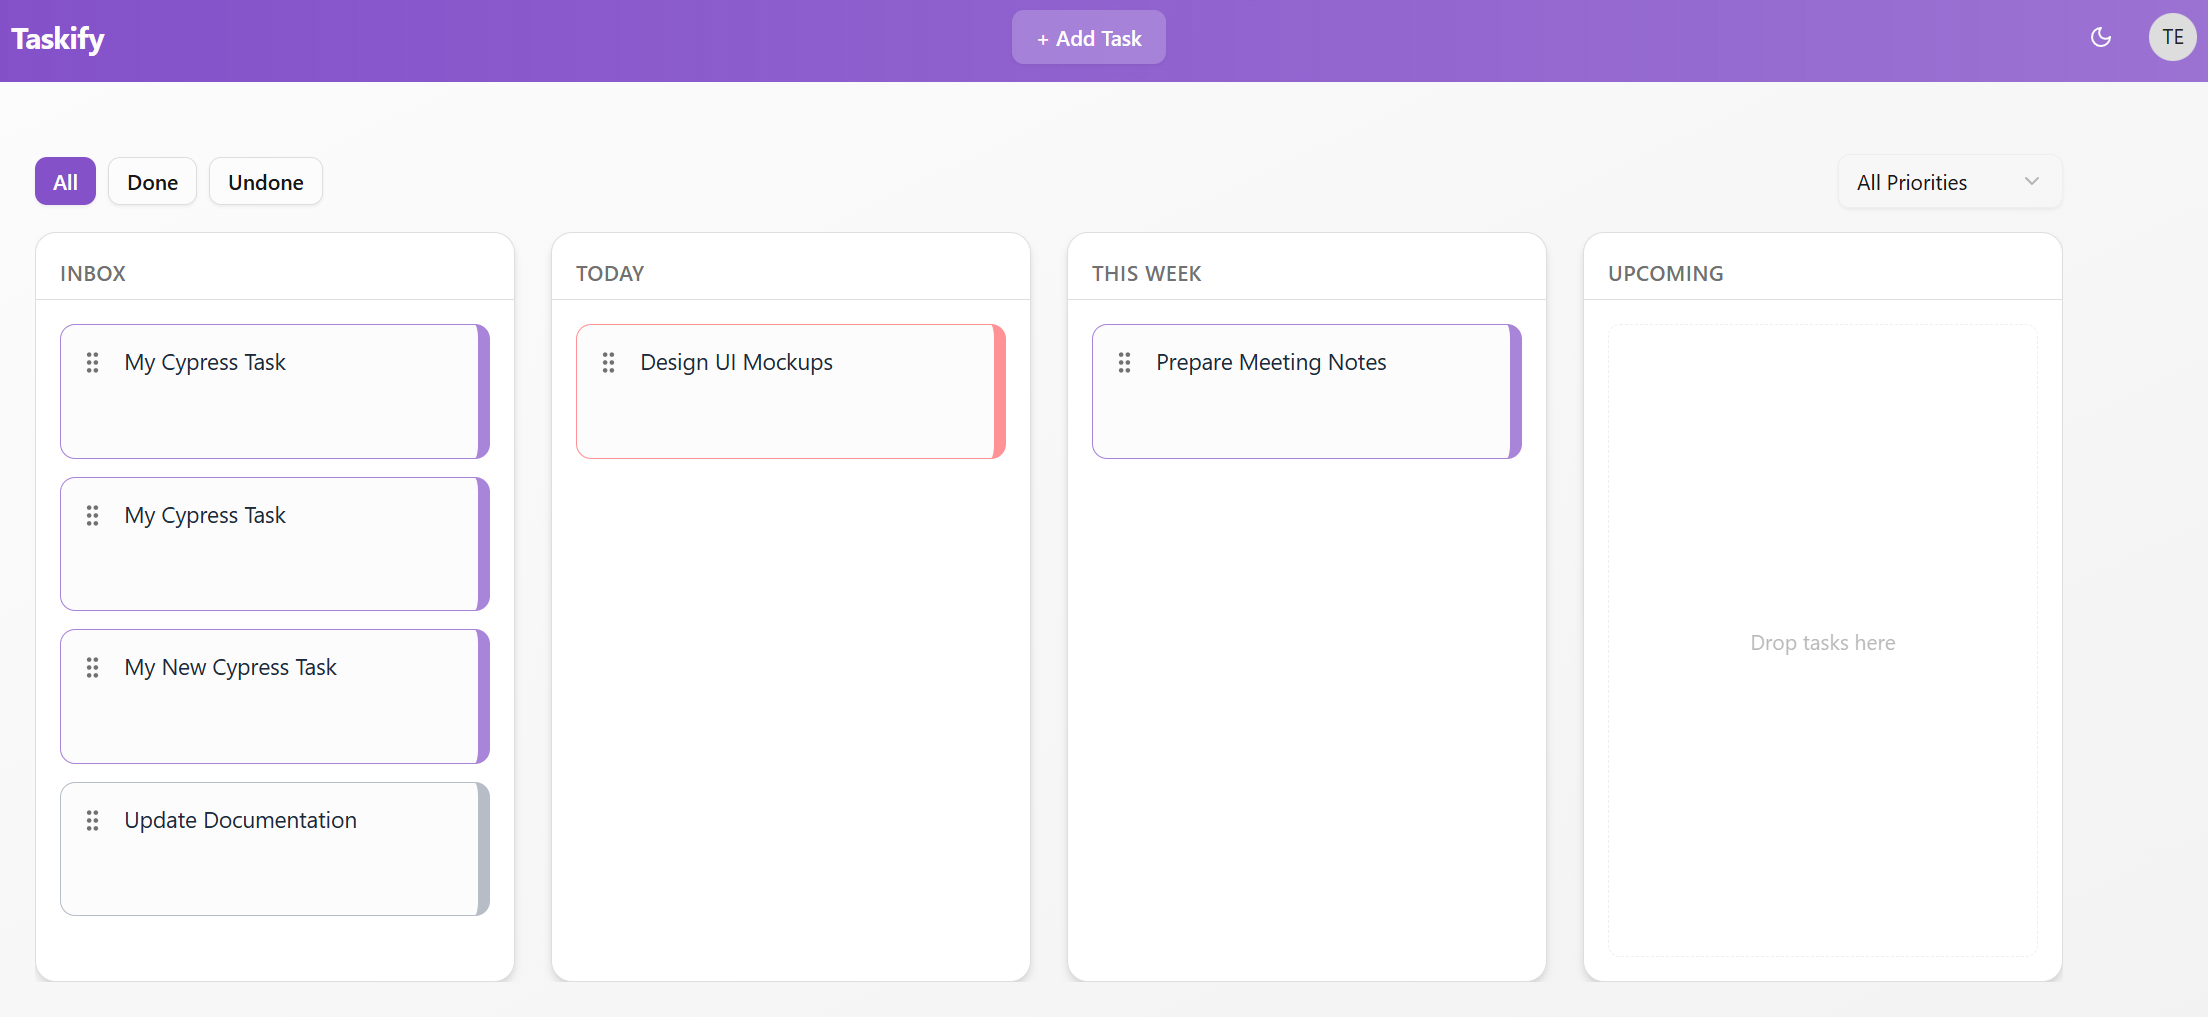 Taskify
+ Add Task
TE
All
Done
Undone
All Priorities
INBOX
My Cypress Task
My Cypress Task
My New Cypress Task
Update Documentation
TODAY
Design UI Mockups
THIS WEEK
Prepare Meeting Notes
UPCOMING
Drop tasks here